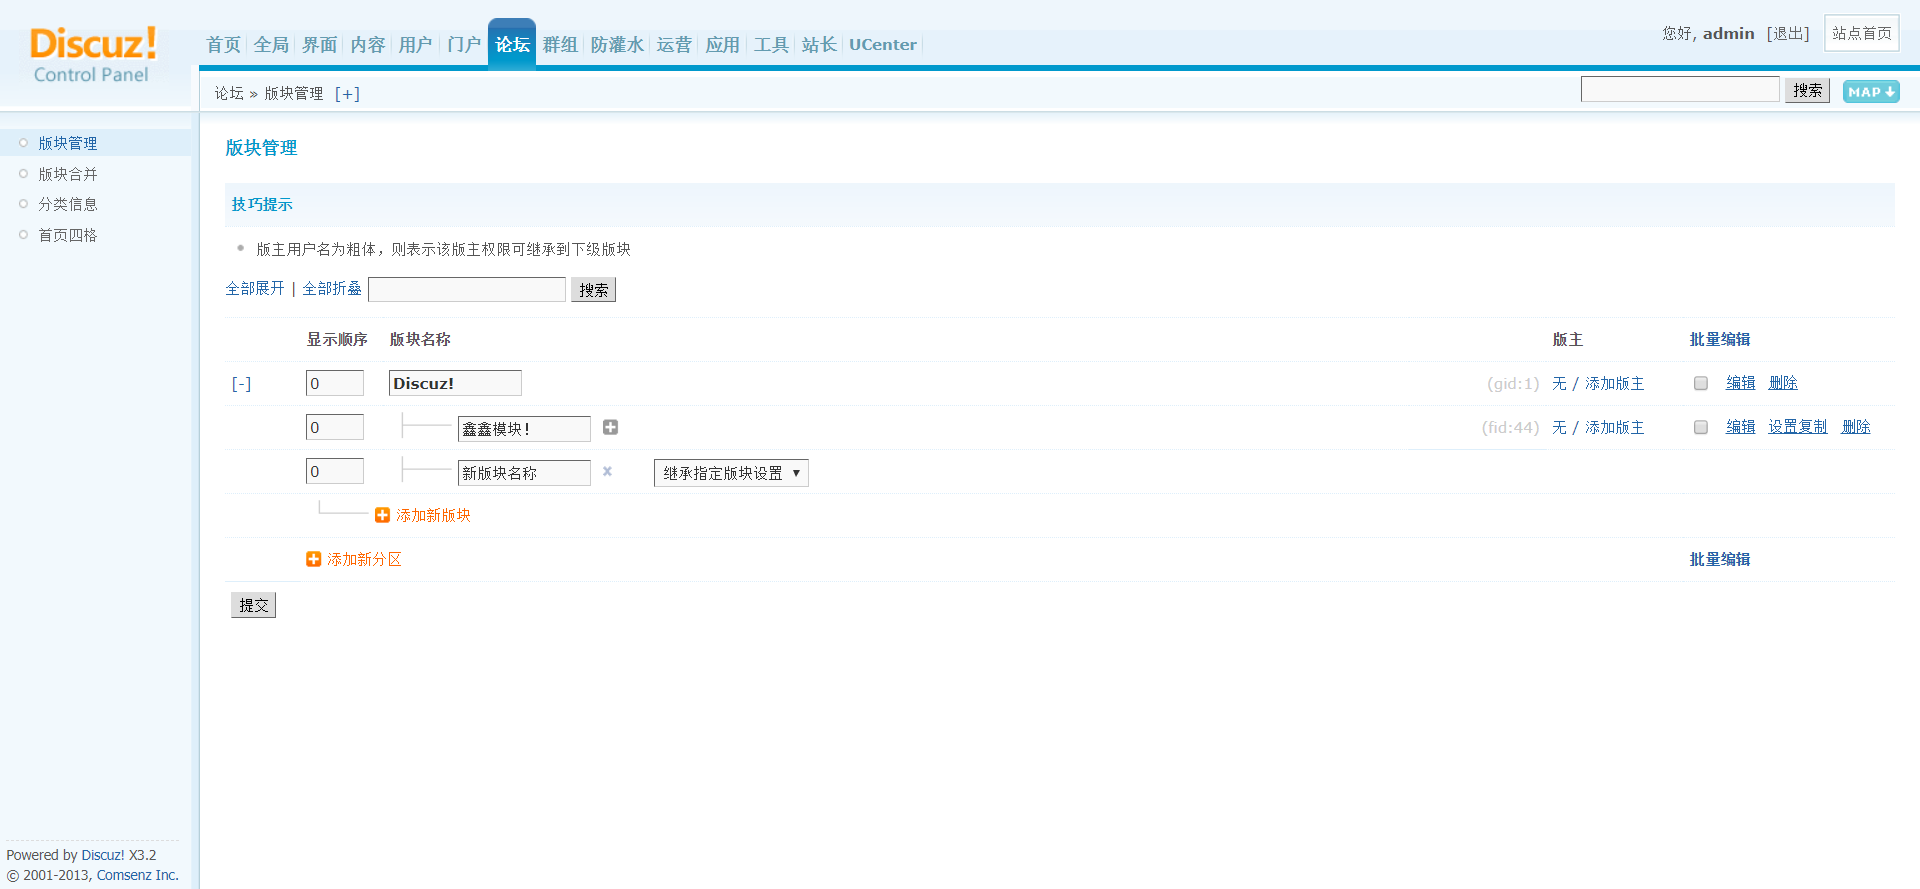 Discuz!
Control Panel
首页 全局 界面 内容 用户 门户 论坛 群组 防灌水 运营 应用 工具 站长 UCenter
您好, admin [退出] 站点首页
论坛 » 版块管理 [+]
搜索 MAP
版块管理
版块合并
分类信息
首页四格
版块管理
技巧提示
版主用户名为粗体，则表示该版主权限可继承到下级版块
全部展开 | 全部折叠 搜索
显示顺序 版块名称 版主 批量编辑
[-] 0 Discuz! (gid:1) 无 / 添加版主 编辑 删除
0 鑫鑫模块! (fid:44) 无 / 添加版主 编辑 设置复制 删除
0 新版块名称 x 继承指定版块设置
添加新版块
添加新分区 批量编辑
提交
Powered by Discuz! X3.2
© 2001-2013, Comsenz Inc.